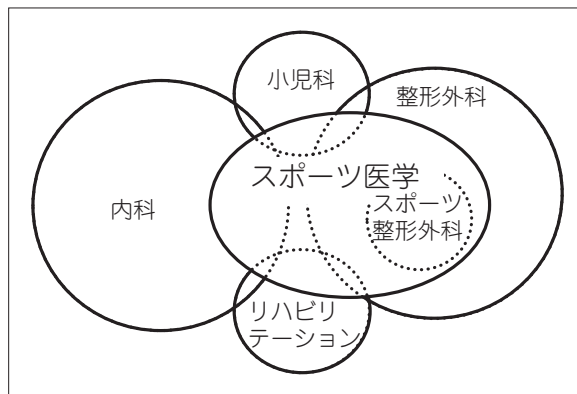 小児科
整形外科
スポーツ医学
内科
スポーツ
整形外科
リハビリ
テーション